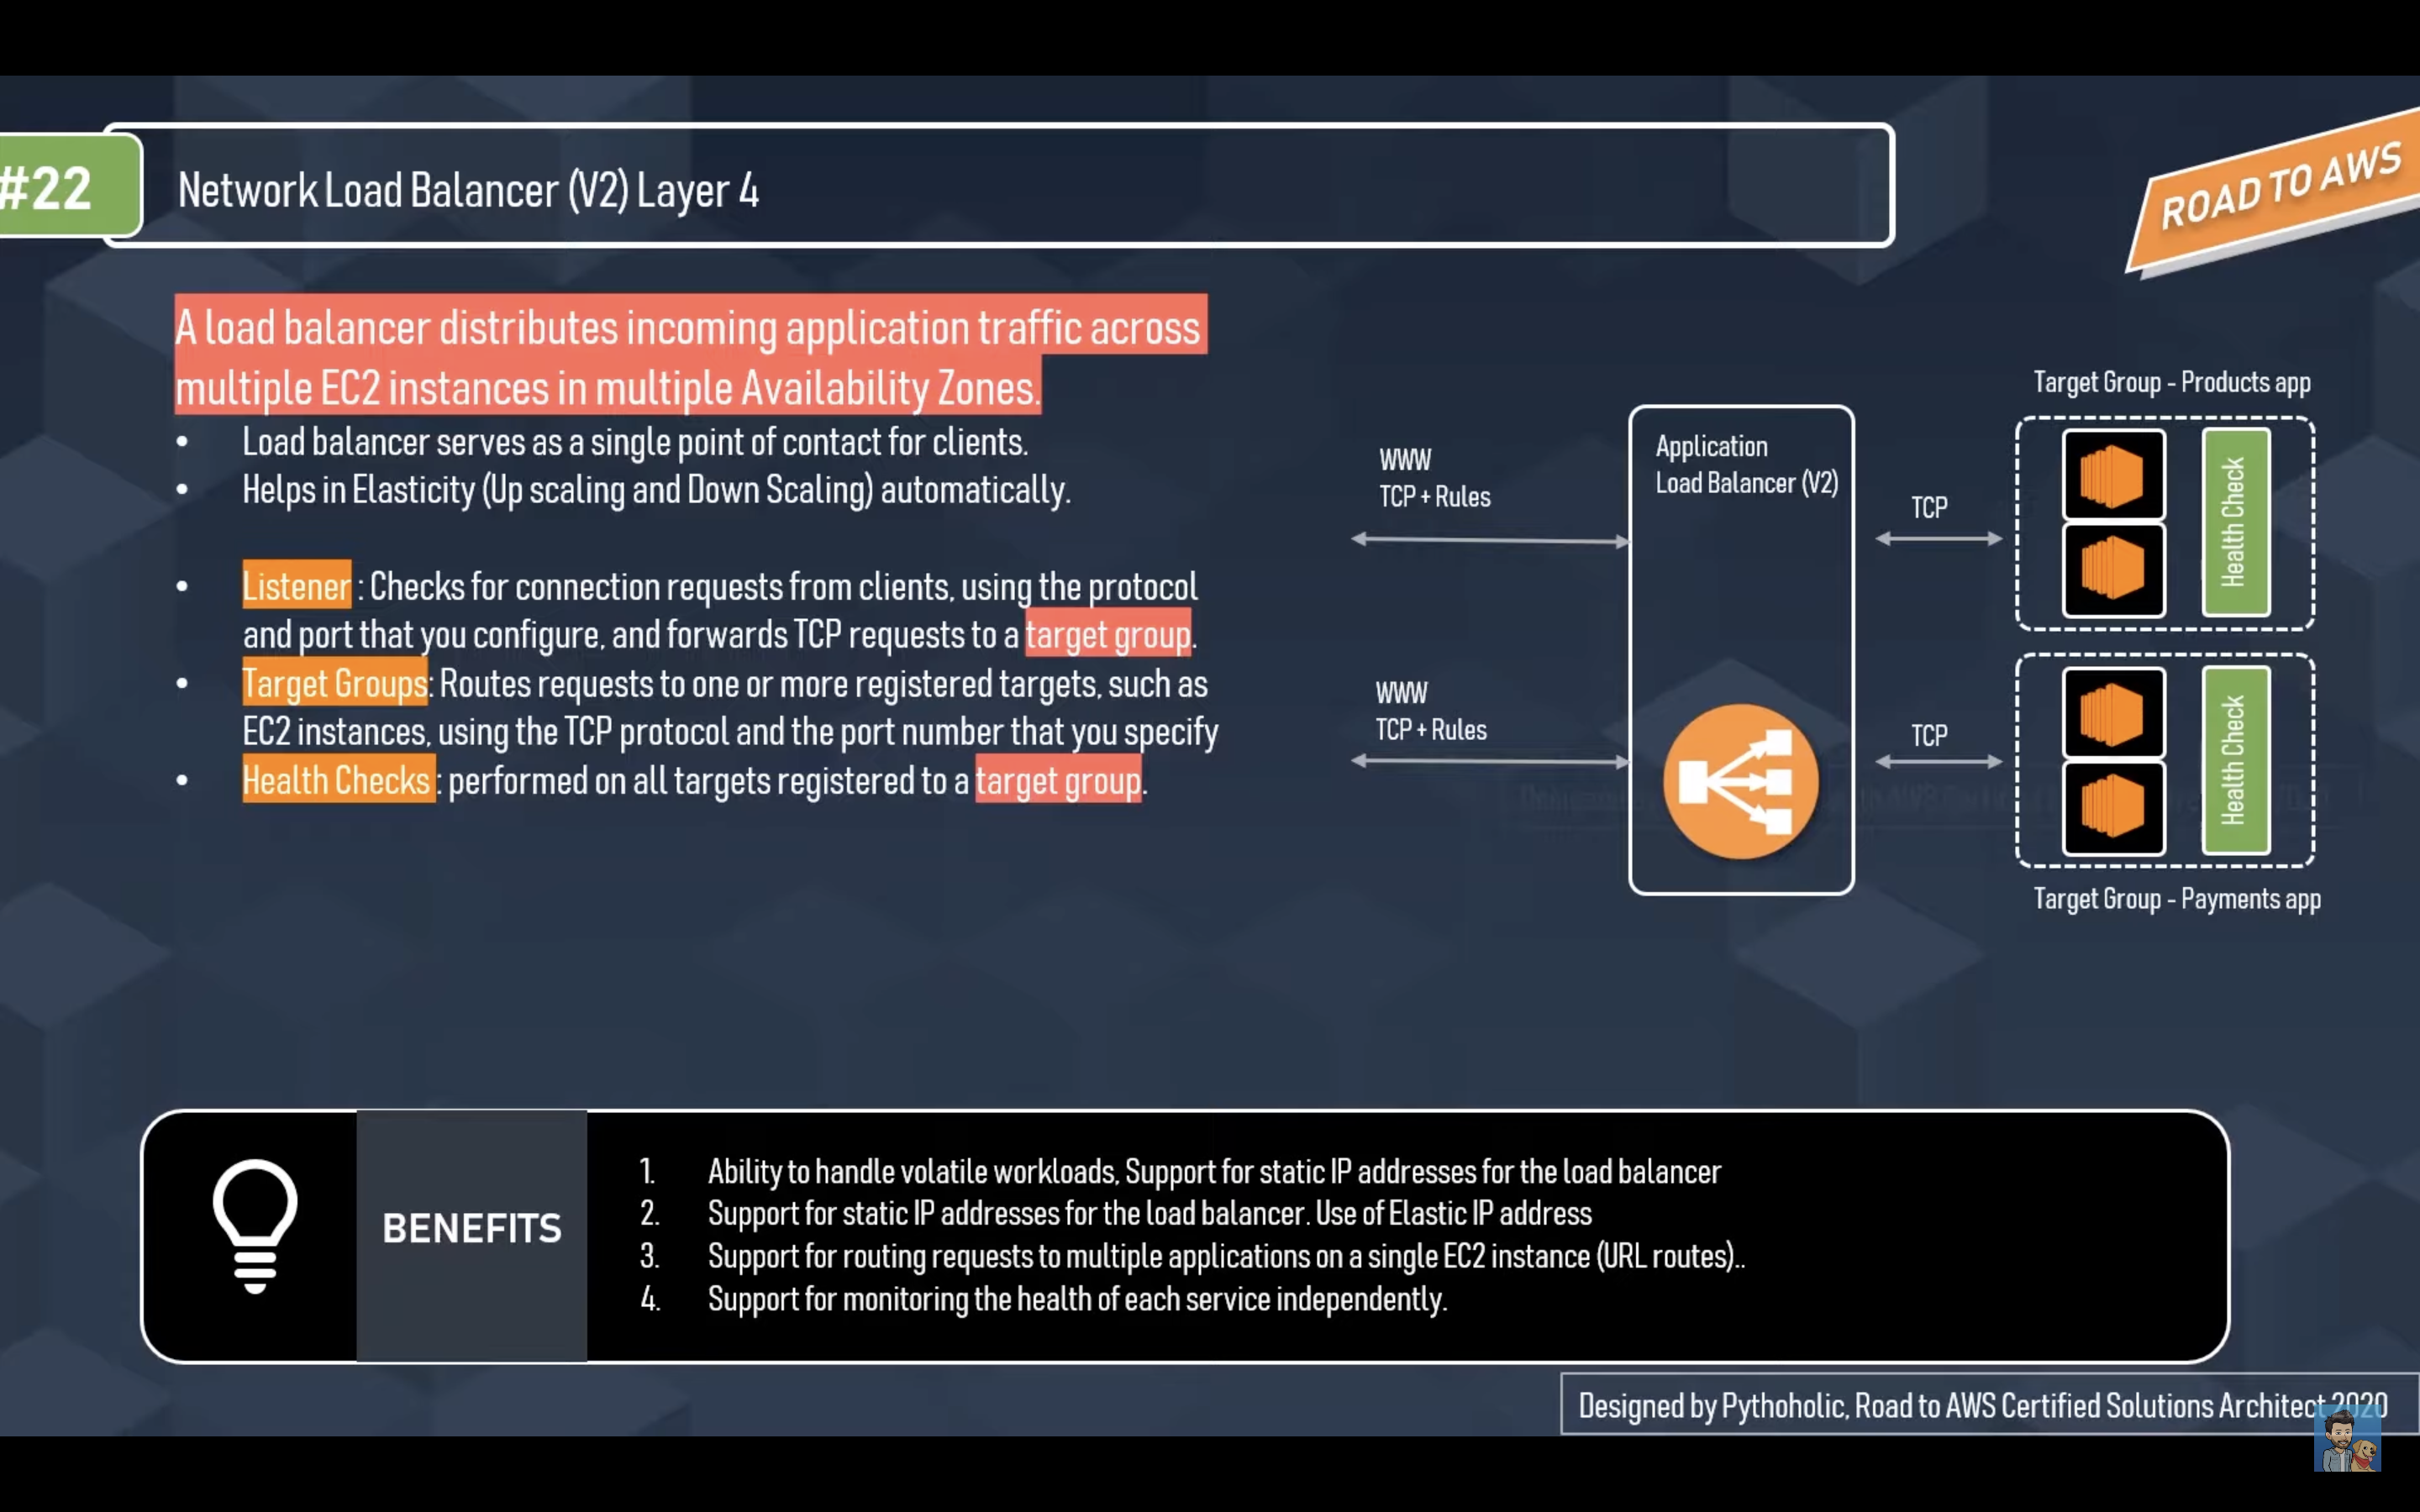 #22
Network Load Balancer (V2) Layer 4
ROAD TO AWS
A load balancer distributes incoming application traffic across
multiple EC2 instances in multiple Availability Zones.
• Load balancer serves as a single point of contact for clients.
• Helps in Elasticity (Up scaling and Down Scaling) automatically.
• Listener : Checks for connection requests from clients, using the protocol
and port that you configure, and forwards TCP requests to a target group.
• Target Groups: Routes requests to one or more registered targets, such as
EC2 instances, using the TCP protocol and the port number that you specify
• Health Checks : performed on all targets registered to a target group.
WWW
TCP + Rules
WWW
TCP + Rules
Application
Load Balancer (V2)
TCP
TCP
Target Group - Products app
Health Check
Health Check
Target Group - Payments app
BENEFITS
1. Ability to handle volatile workloads, Support for static IP addresses for the load balancer
2. Support for static IP addresses for the load balancer. Use of Elastic IP address
3. Support for routing requests to multiple applications on a single EC2 instance (URL routes)..
4. Support for monitoring the health of each service independently.
Designed by Pythoholic, Road to AWS Certified Solutions Architect 2020